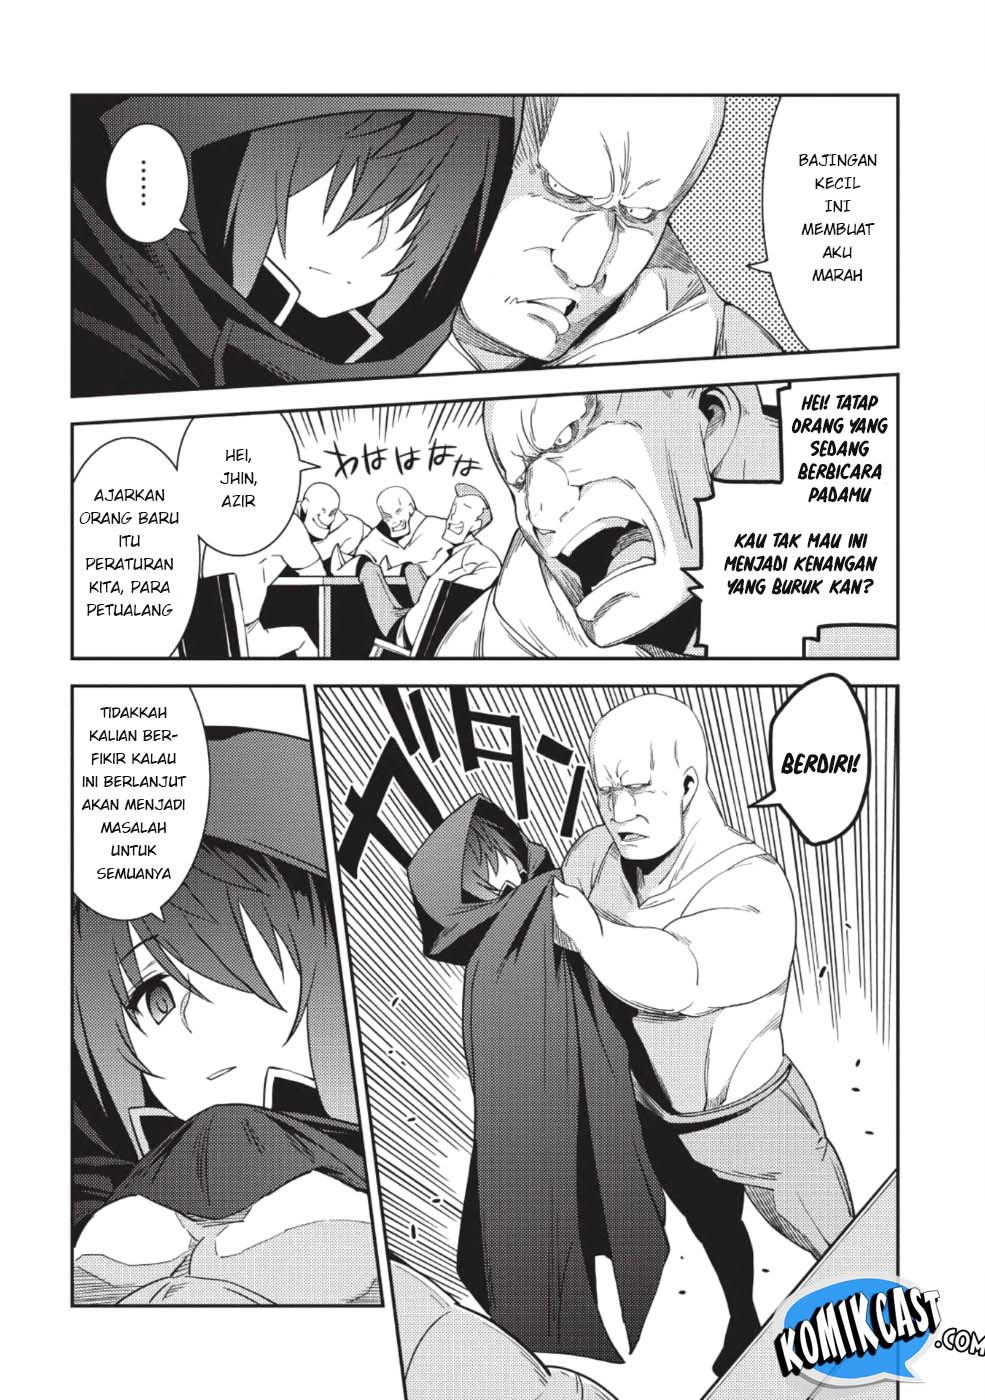 BAJINGAN
KECIL
INI
MEMBUAT
AKU
MARAH
......
HEI! TATAP
ORANG YANG
SEDANG
BERBICARA
PADAMU
KAU TAK MAU INI
MENJADI KENANGAN
YANG BURUK KAN?
わはははは
HEI,
JHIN,
AZIR
AJARKAN
ORANG BARU
ITU
PERATURAN
KITA, PARA
PETUALANG
BERDIRI!
ガタン
TIDAKKAH
KALIAN BER-
FIKIR KALAU
INI BERLANJUT
AKAN MENJADI
MASALAH
UNTUK
SEMUANYA
KOMIKCAST
.COM